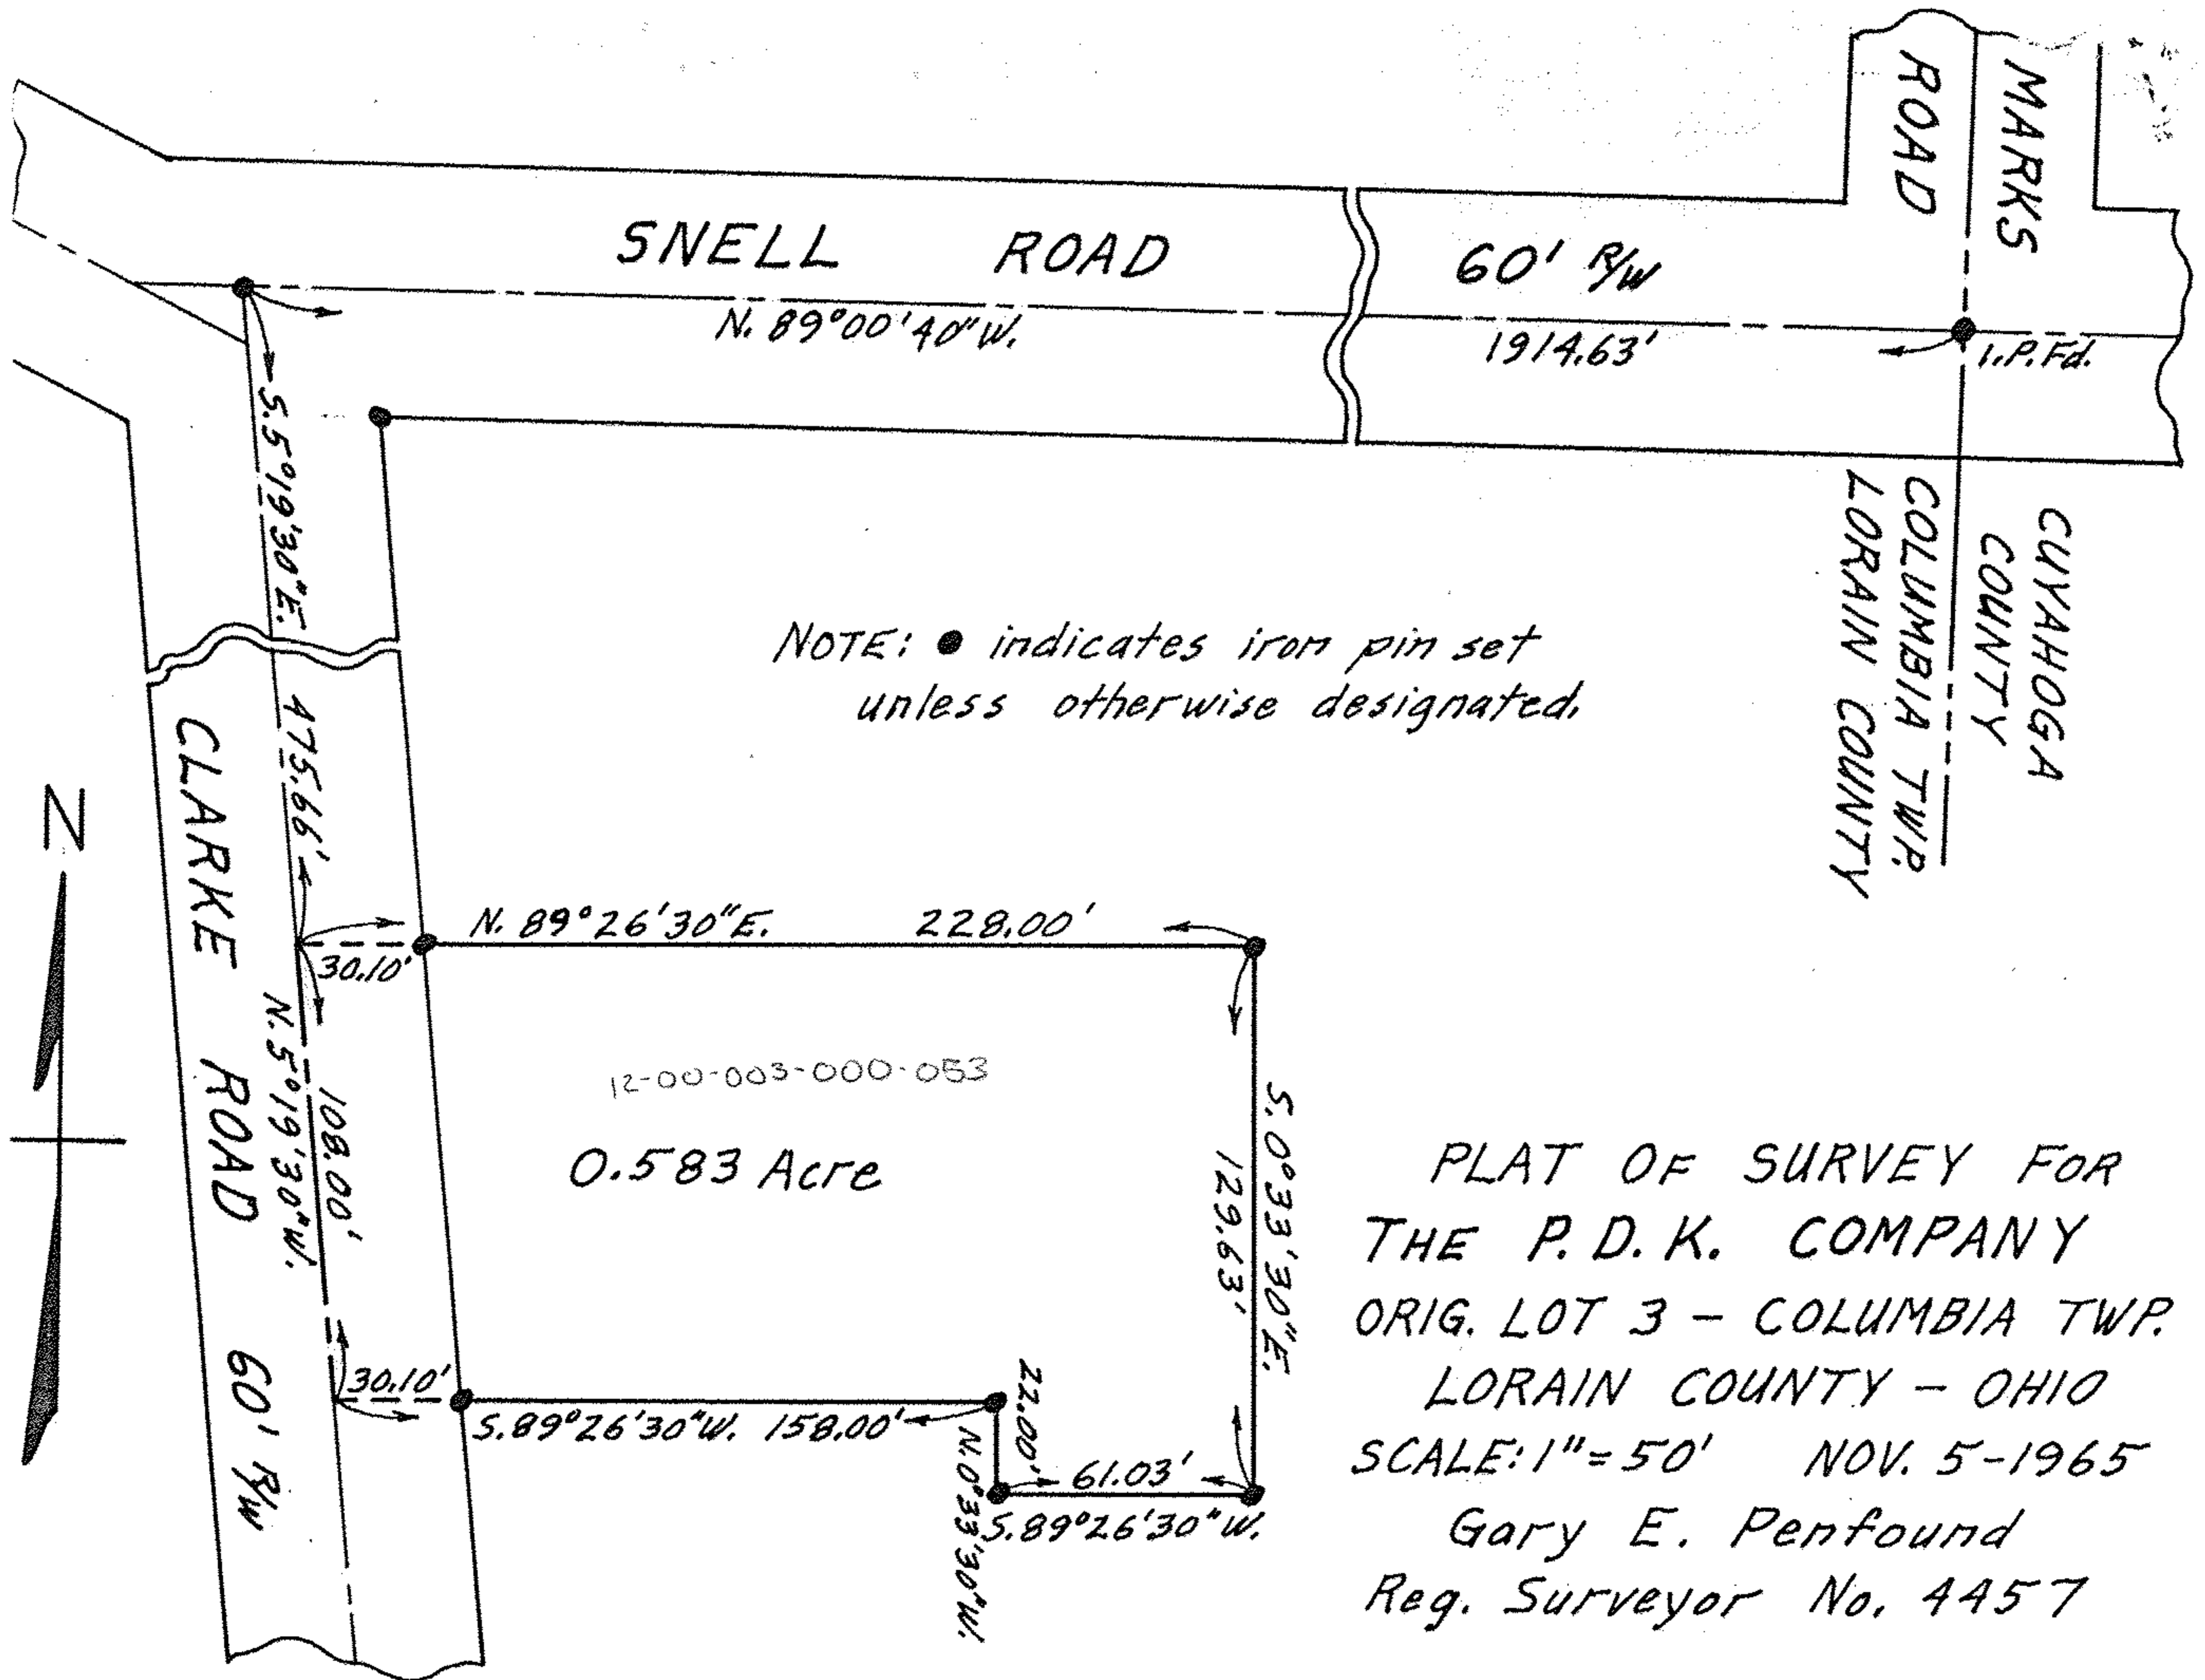 MARKS
ROAD
SNELL ROAD 60' R/W
N. 89°00'40"W. 1914.63' I.P.Fd.
S.5°19'30"E.
CUYAHOGA
COUNTY
COLUMBIA TWP.
LORAIN COUNTY
NOTE: ● indicates iron pin set
unless otherwise designated.
475.66'
CLARKE ROAD 60' R/W
N
N. 89°26'30"E. 228.00'
30.10'
108.00'
N.5°19'30"W.
12-00-003-000-053
0.583 Acre
S.0°33'30"E.
129.63'
30.10'
S.89°26'30"W. 158.00'
22.00'
N.0°33'30"W.
61.03'
S.89°26'30"W.
PLAT OF SURVEY FOR
THE P.D.K. COMPANY
ORIG. LOT 3 - COLUMBIA TWP.
LORAIN COUNTY - OHIO
SCALE: 1"=50' NOV. 5-1965
Gary E. Penfound
Reg. Surveyor No. 4457